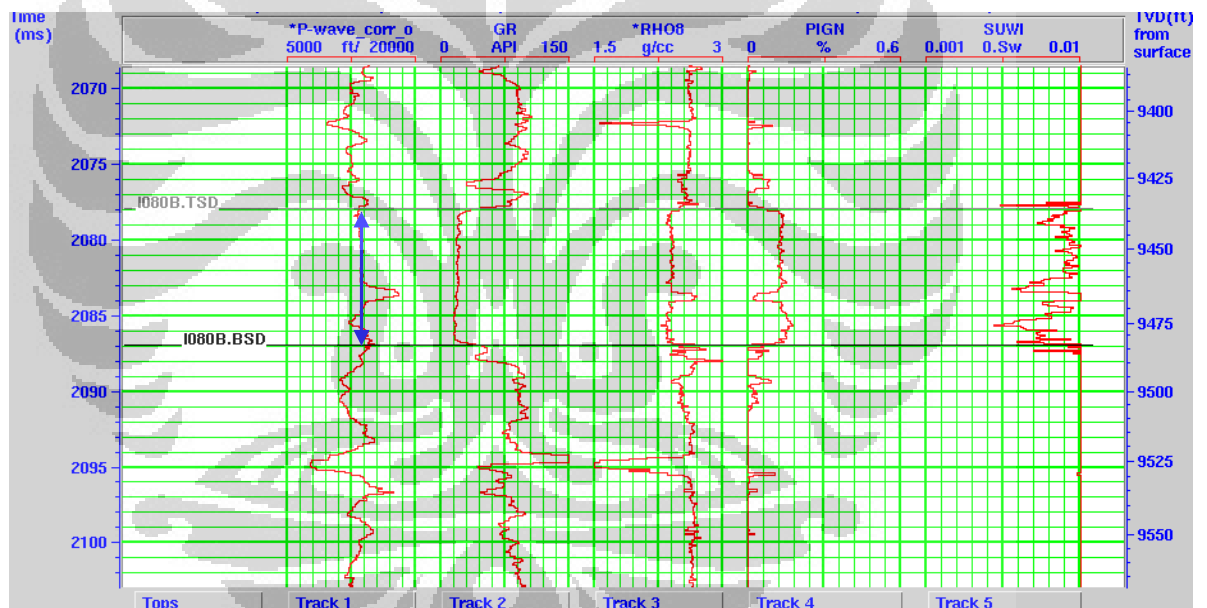 Time *P-wave_corr_o GR *RHO8 PIGN SUWI TVD(ft)
(ms) 5000 ft/ 20000 0 API 150 1.5 g/cc 3 0 % 0.6 0.001 0.Sw 0.01 from
surface
2070
9400
2075
9425
I080B.TSD
2080
9450
2085
9475
I080B.BSD
2090
9500
2095
9525
2100
9550
Tops Track 1 Track 2 Track 3 Track 4 Track 5